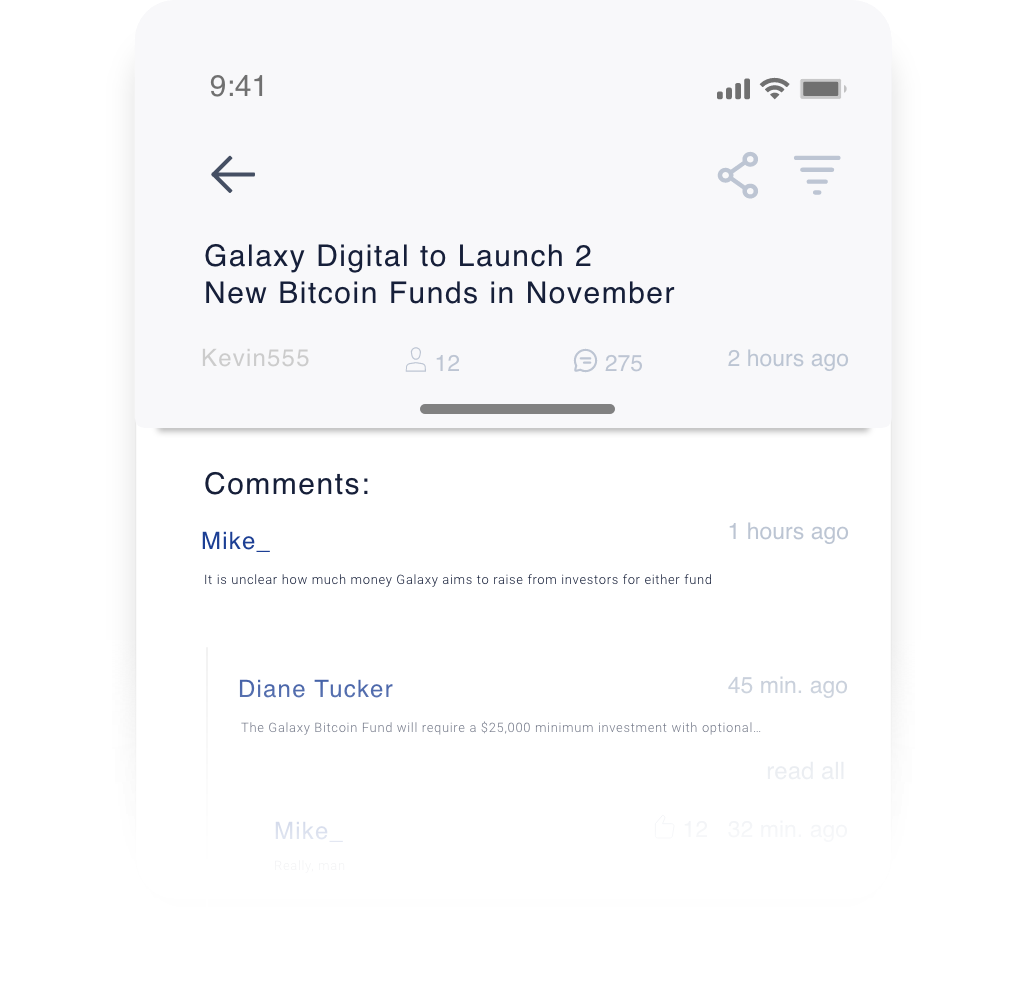 9:41
Galaxy Digital to Launch 2
New Bitcoin Funds in November
Kevin555 12 275 2 hours ago
Comments:
Mike_ 1 hours ago
It is unclear how much money Galaxy aims to raise from investors for either fund
Diane Tucker 45 min. ago
The Galaxy Bitcoin Fund will require a $25,000 minimum investment with optional...
read all
Mike_ 12 32 min. ago
Really, man